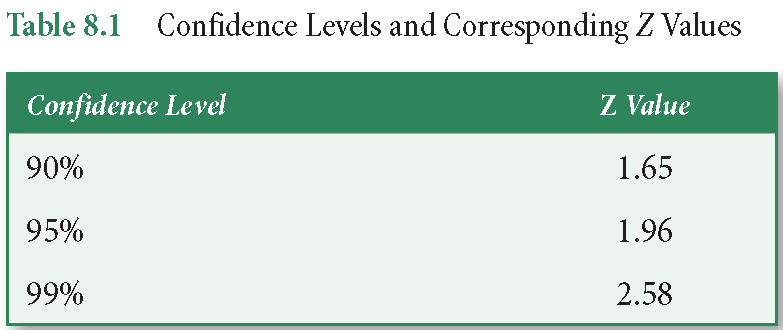 Table 8.1 Confidence Levels and Corresponding Z Values
Confidence Level Z Value
90% 1.65
95% 1.96
99% 2.58